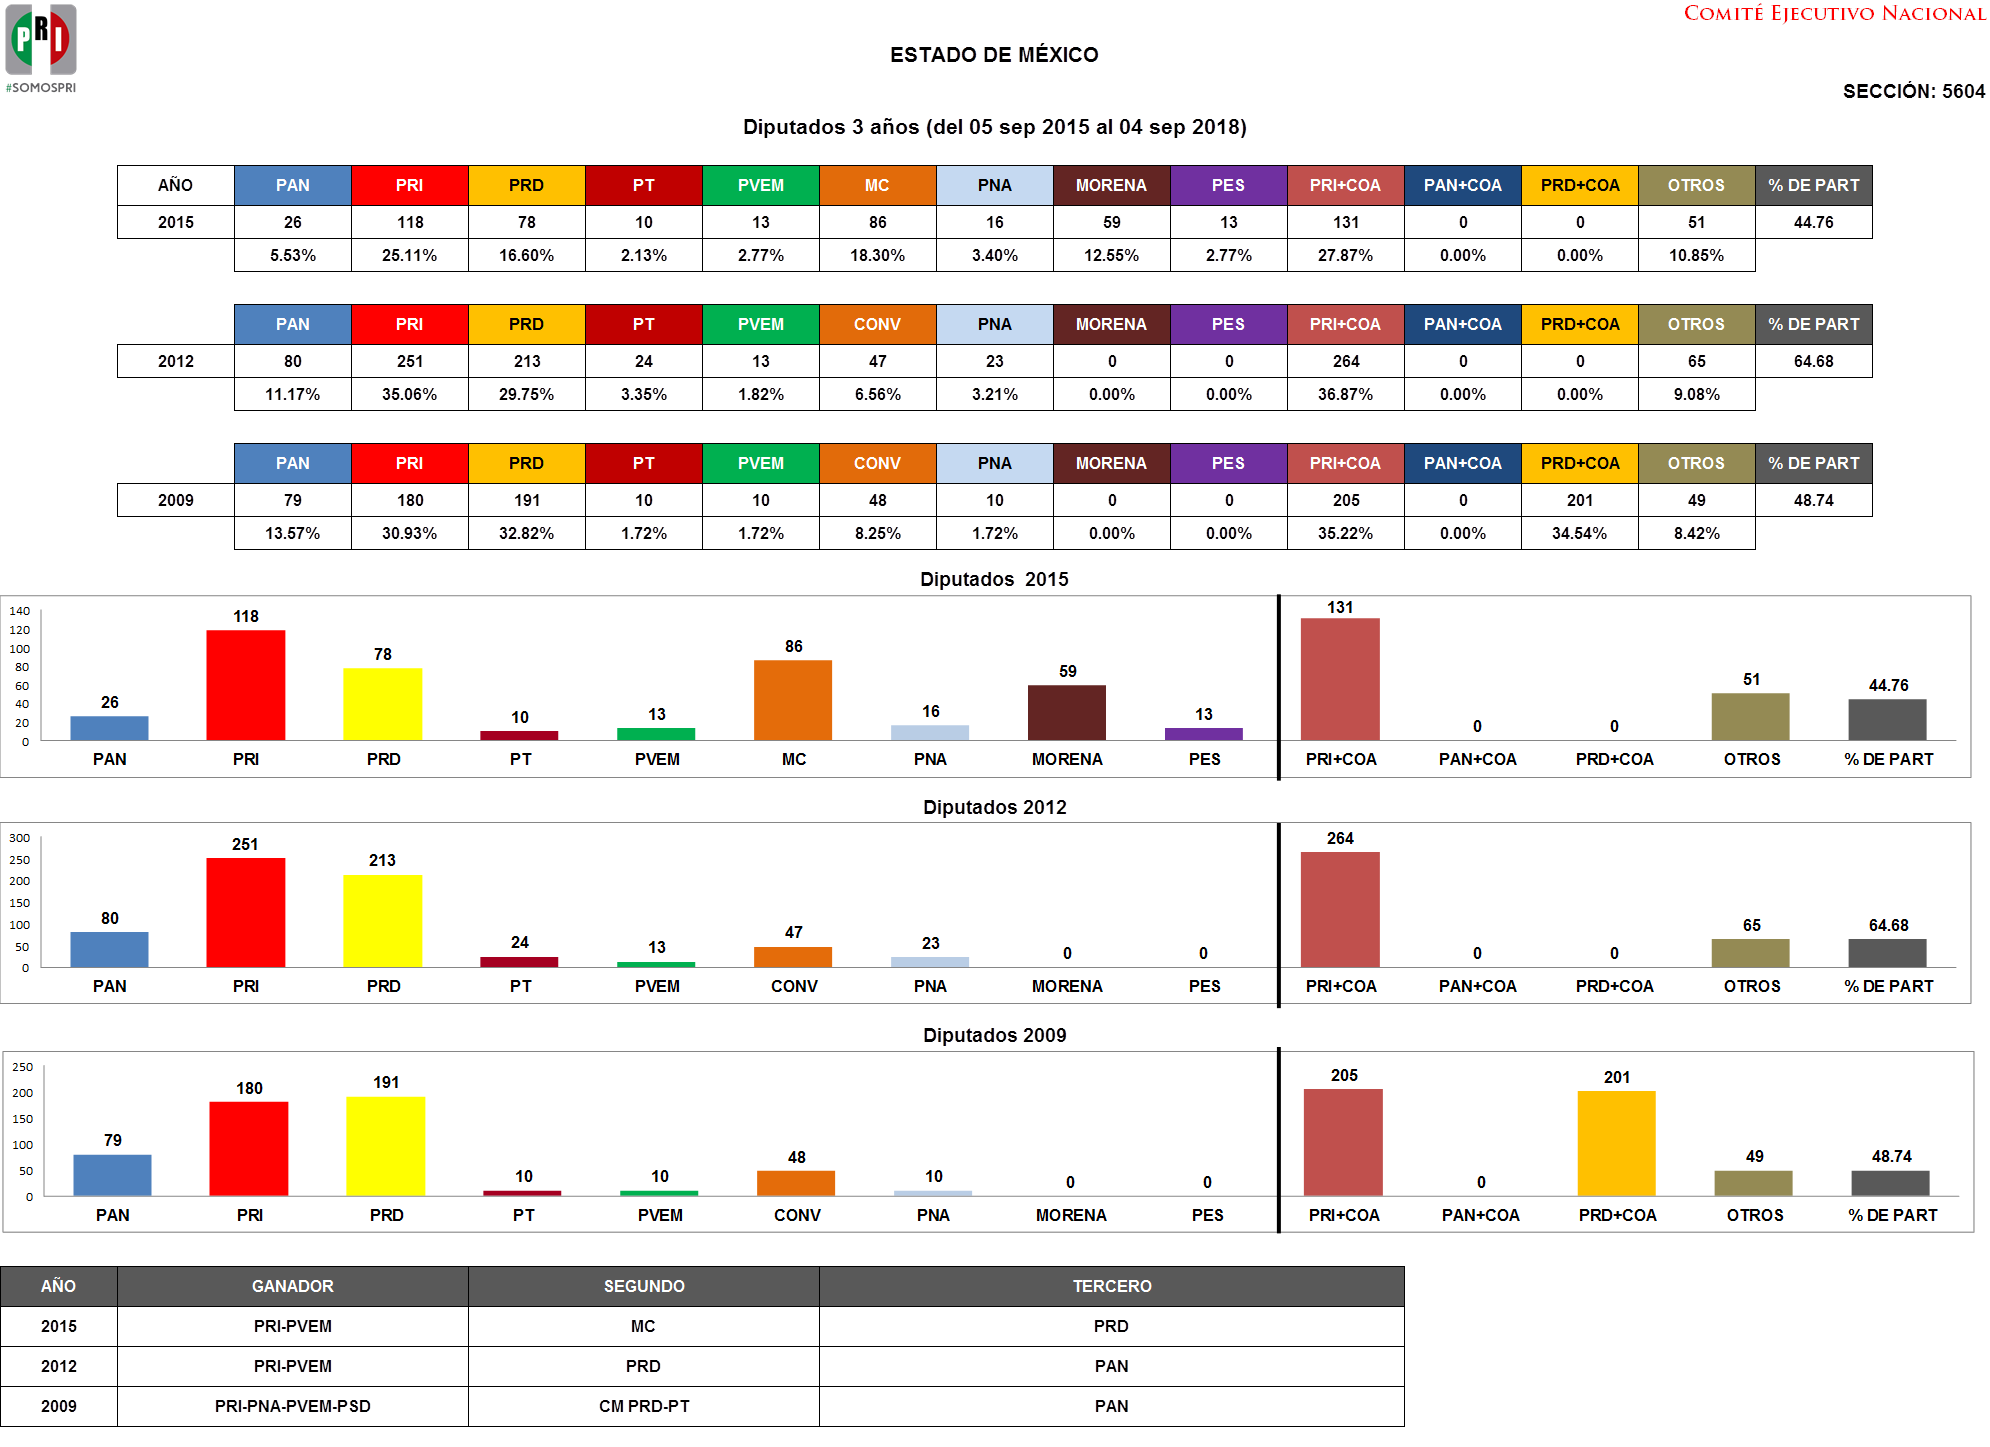 PRI
#SOMOSPRI
COMITÉ EJECUTIVO NACIONAL
ESTADO DE MÉXICO
SECCIÓN: 5604
Diputados 3 años (del 05 sep 2015 al 04 sep 2018)
AÑO PAN PRI PRD PT PVEM MC PNA MORENA PES PRI+COA PAN+COA PRD+COA OTROS % DE PART
2015 26 118 78 10 13 86 16 59 13 131 0 0 51 44.76
5.53% 25.11% 16.60% 2.13% 2.77% 18.30% 3.40% 12.55% 2.77% 27.87% 0.00% 0.00% 10.85%
PAN PRI PRD PT PVEM CONV PNA MORENA PES PRI+COA PAN+COA PRD+COA OTROS % DE PART
2012 80 251 213 24 13 47 23 0 0 264 0 0 65 64.68
11.17% 35.06% 29.75% 3.35% 1.82% 6.56% 3.21% 0.00% 0.00% 36.87% 0.00% 0.00% 9.08%
PAN PRI PRD PT PVEM CONV PNA MORENA PES PRI+COA PAN+COA PRD+COA OTROS % DE PART
2009 79 180 191 10 10 48 10 0 0 205 0 201 49 48.74
13.57% 30.93% 32.82% 1.72% 1.72% 8.25% 1.72% 0.00% 0.00% 35.22% 0.00% 34.54% 8.42%
Diputados 2015
140
120
100
80
60
40
20
0
26 118 78 10 13 86 16 59 13 131 0 0 51 44.76
PAN PRI PRD PT PVEM MC PNA MORENA PES PRI+COA PAN+COA PRD+COA OTROS % DE PART
Diputados 2012
300
250
200
150
100
50
0
80 251 213 24 13 47 23 0 0 264 0 0 65 64.68
PAN PRI PRD PT PVEM CONV PNA MORENA PES PRI+COA PAN+COA PRD+COA OTROS % DE PART
Diputados 2009
250
200
150
100
50
0
79 180 191 10 10 48 10 0 0 205 0 201 49 48.74
PAN PRI PRD PT PVEM CONV PNA MORENA PES PRI+COA PAN+COA PRD+COA OTROS % DE PART
AÑO GANADOR SEGUNDO TERCERO
2015 PRI-PVEM MC PRD
2012 PRI-PVEM PRD PAN
2009 PRI-PNA-PVEM-PSD CM PRD-PT PAN